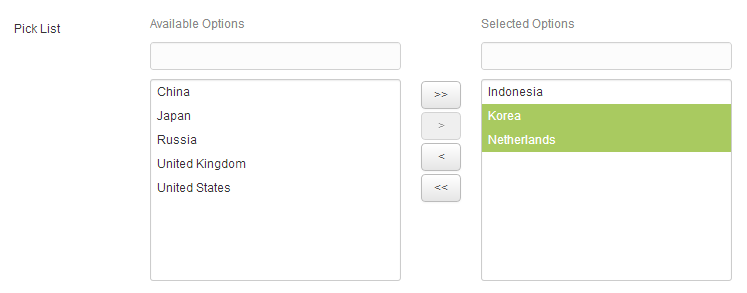 Pick List
Available Options
China
Japan
Russia
United Kingdom
United States
>>
>
<
<<
Selected Options
Indonesia
Korea
Netherlands